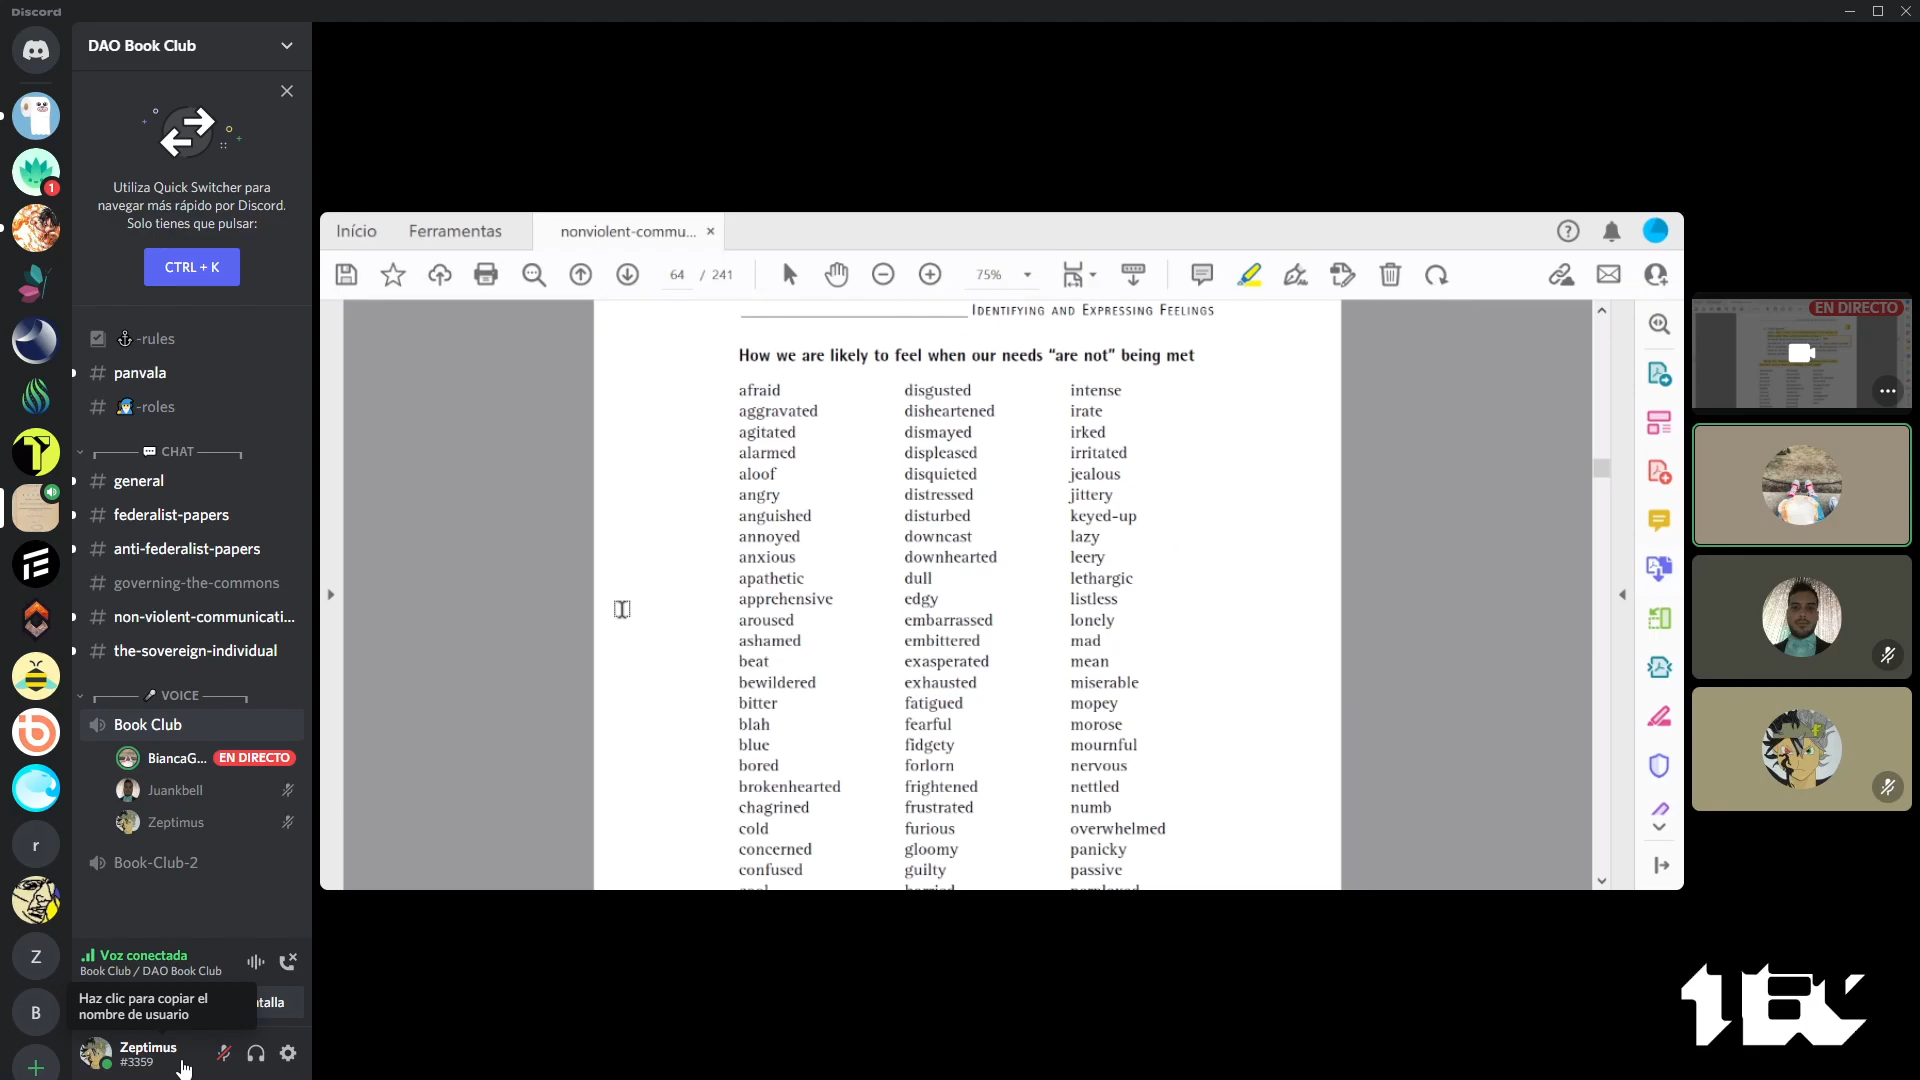 Discord
DAO Book Club
Utiliza Quick Switcher para
navegar más rápido por Discord.
Solo tienes que pulsar:
CTRL + K
-rules
# panvala
# -roles
CHAT
# general
# federalist-papers
# anti-federalist-papers
# governing-the-commons
# non-violent-communicati...
# the-sovereign-individual
VOICE
Book Club
BiancaG... EN DIRECTO
Juankbell
Zeptimus
Book-Club-2
Voz conectada
Book Club / DAO Book Club
Haz clic para copiar el
nombre de usuario
ntalla
Zeptimus
#3359
1
r
Z
B
Início Ferramentas nonviolent-commu...
64 / 241 75%
IDENTIFYING AND EXPRESSING FEELINGS
How we are likely to feel when our needs "are not" being met
afraid disgusted intense
aggravated disheartened irate
agitated dismayed irked
alarmed displeased irritated
aloof disquieted jealous
angry distressed jittery
anguished disturbed keyed-up
annoyed downcast lazy
anxious downhearted leery
apathetic dull lethargic
apprehensive edgy listless
aroused embarrassed lonely
ashamed embittered mad
beat exasperated mean
bewildered exhausted miserable
bitter fatigued mopey
blah fearful morose
blue fidgety mournful
bored forlorn nervous
brokenhearted frightened nettled
chagrined frustrated numb
cold furious overwhelmed
concerned gloomy panicky
confused guilty passive
EN DIRECTO